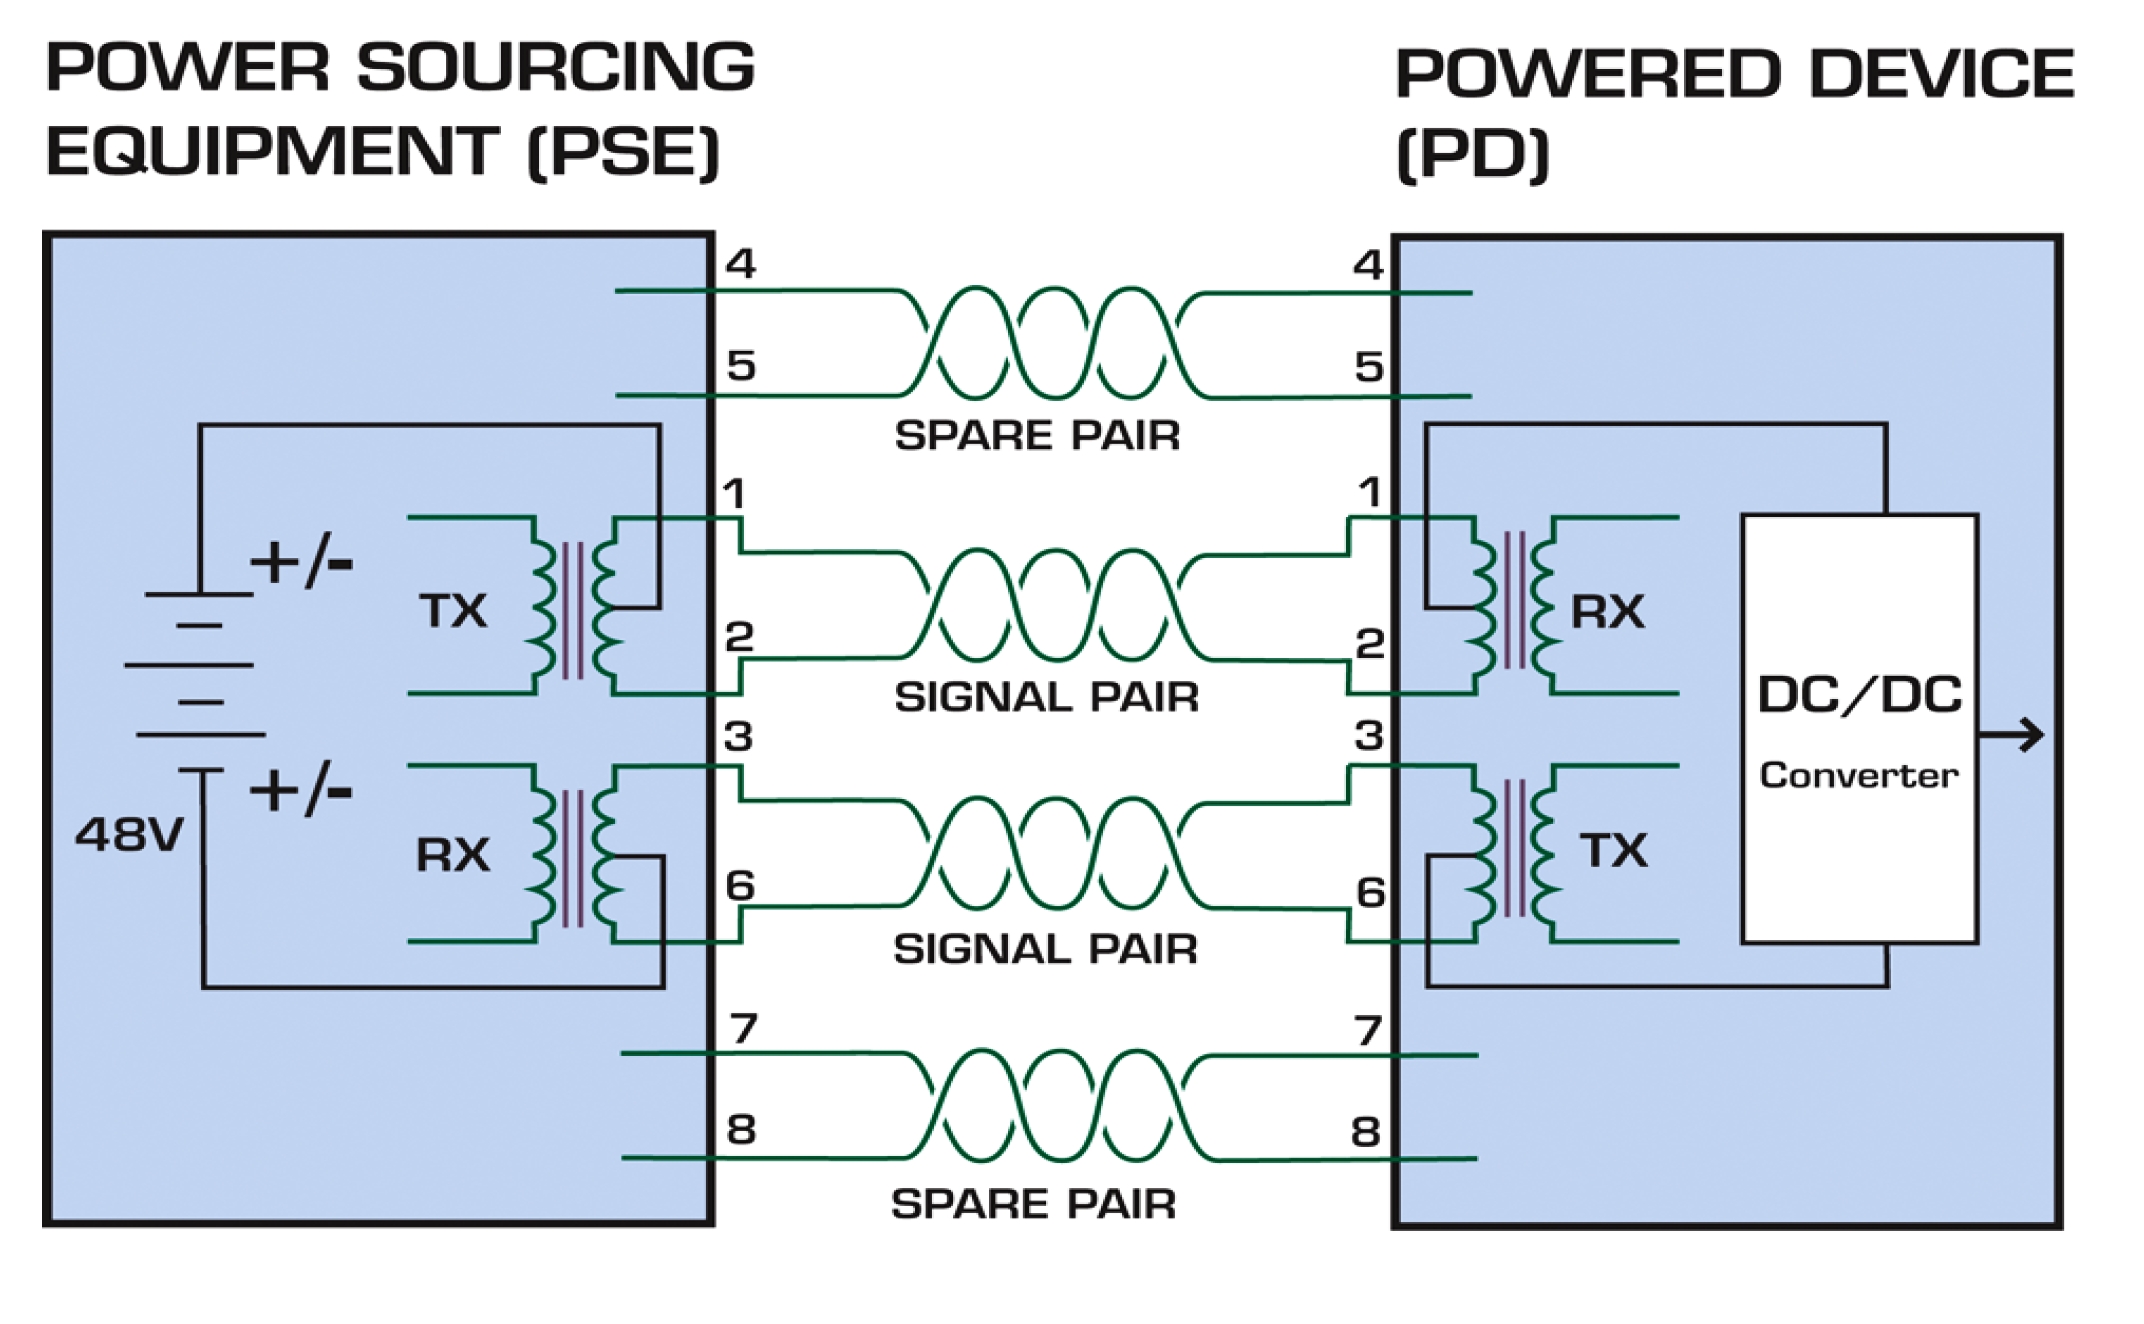 POWER SOURCING
EQUIPMENT (PSE)
POWERED DEVICE
(PD)
4
4
5
5
SPARE PAIR
1
1
+/-
TX
RX
2
2
SIGNAL PAIR
DC/DC
Converter
3
3
+/-
48V
RX
TX
6
6
SIGNAL PAIR
7
7
8
8
SPARE PAIR